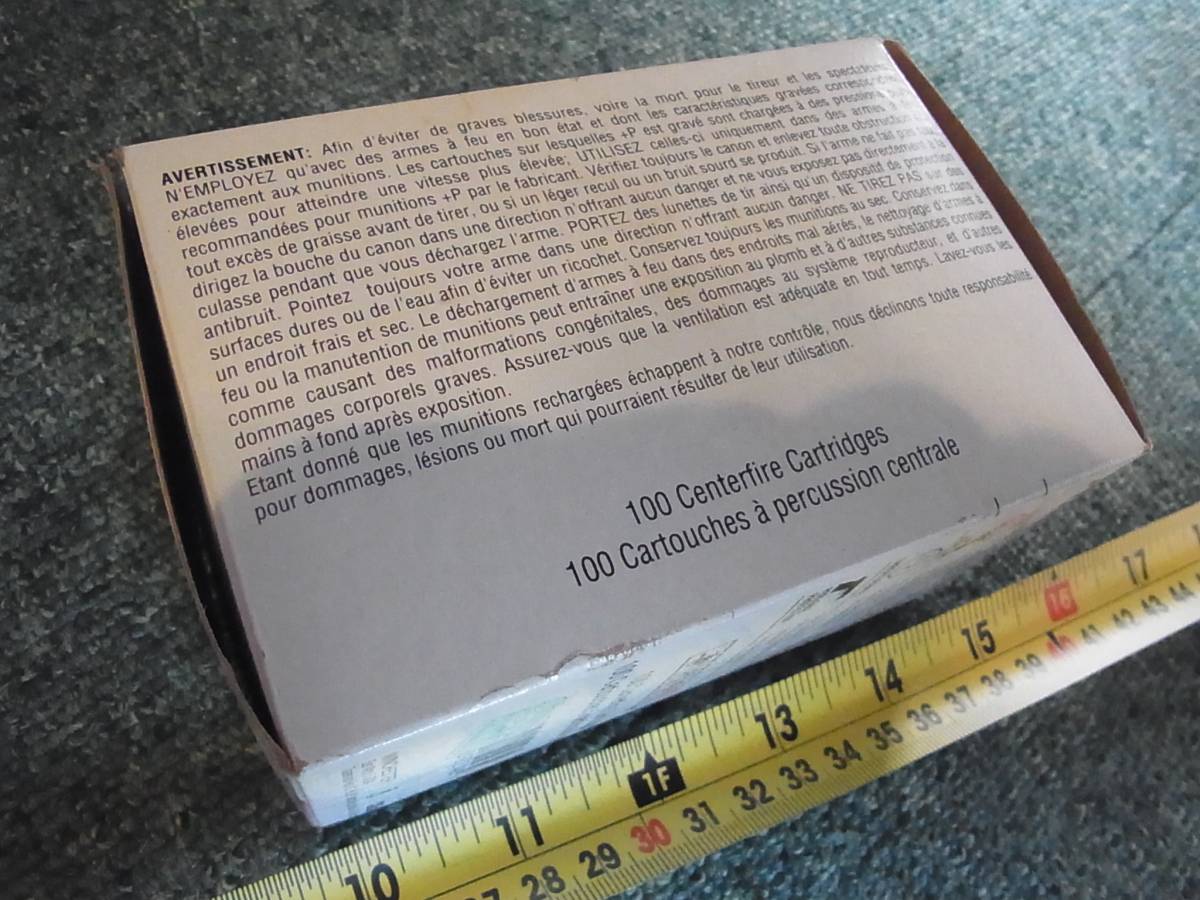 AVERTISSEMENT: Afin d'éviter de graves blessures, voire la mort pour le tireur et les spectateurs
N'EMPLOYEZ qu'avec des armes à feu en bon état et dont les caractéristiques gravées
exactement aux munitions. Les cartouches sur lesquelles +P est gravé sont chargées à des
élevées pour atteindre une vitesse plus élevée; UTILISEZ celles-ci uniquement dans des armes
recommandées pour munitions +P par le fabricant. Vérifiez toujours le canon et enlevez toute
tout excès de graisse avant de tirer, ou si un léger recul ou un bruit sourd se produit. Si l'arme ne fait pas
dirigez la bouche du canon dans une direction n'offrant aucun danger et ne vous exposez pas directement à la
culasse pendant que vous déchargez l'arme. PORTEZ des lunettes de tir ainsi qu'un dispositif de protection
antibruit. Pointez toujours votre arme dans une direction n'offrant aucun danger. NE TIREZ PAS sur des
surfaces dures ou de l'eau afin d'éviter un ricochet. Conservez toujours les munitions au sec. Conservez dans
un endroit frais et sec. Le déchargement d'armes à feu dans des endroits mal aérés, le nettoyage d'armes à
feu ou la manutention de munitions peut entraîner une exposition au plomb et à d'autres substances connues
comme causant des malformations congénitales, des dommages au système reproducteur, et d'autres
dommages corporels graves. Assurez-vous que la ventilation est adéquate en tout temps. Lavez-vous les
mains à fond après exposition.
Etant donné que les munitions rechargées échappent à notre contrôle, nous déclinons toute responsabilité
pour dommages, lésions ou mort qui pourraient résulter de leur utilisation.
100 Centerfire Cartridges
100 Cartouches à percussion centrale
10 11 1F 13 14 15 16 17
27 28 29 30 31 32 33 34 35 36 37 38 39 40 41 42 43 44